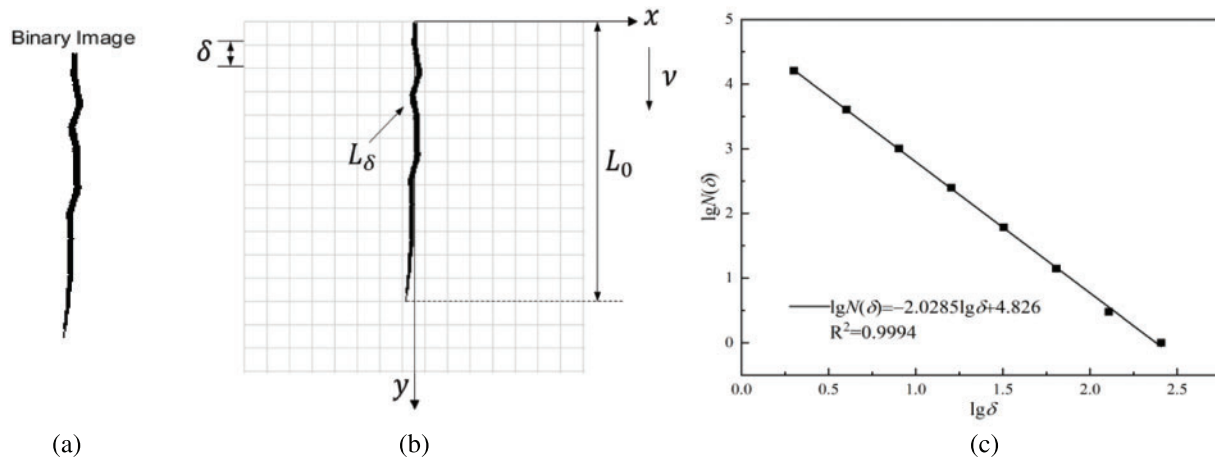 Binary Image
(a)
δ
x
v
L_δ
L_0
y
(b)
lgN(δ)
5
4
3
2
1
0
lgN(δ)=−2.0285lgδ+4.826
R²=0.9994
0.0 0.5 1.0 1.5 2.0 2.5
lgδ
(c)